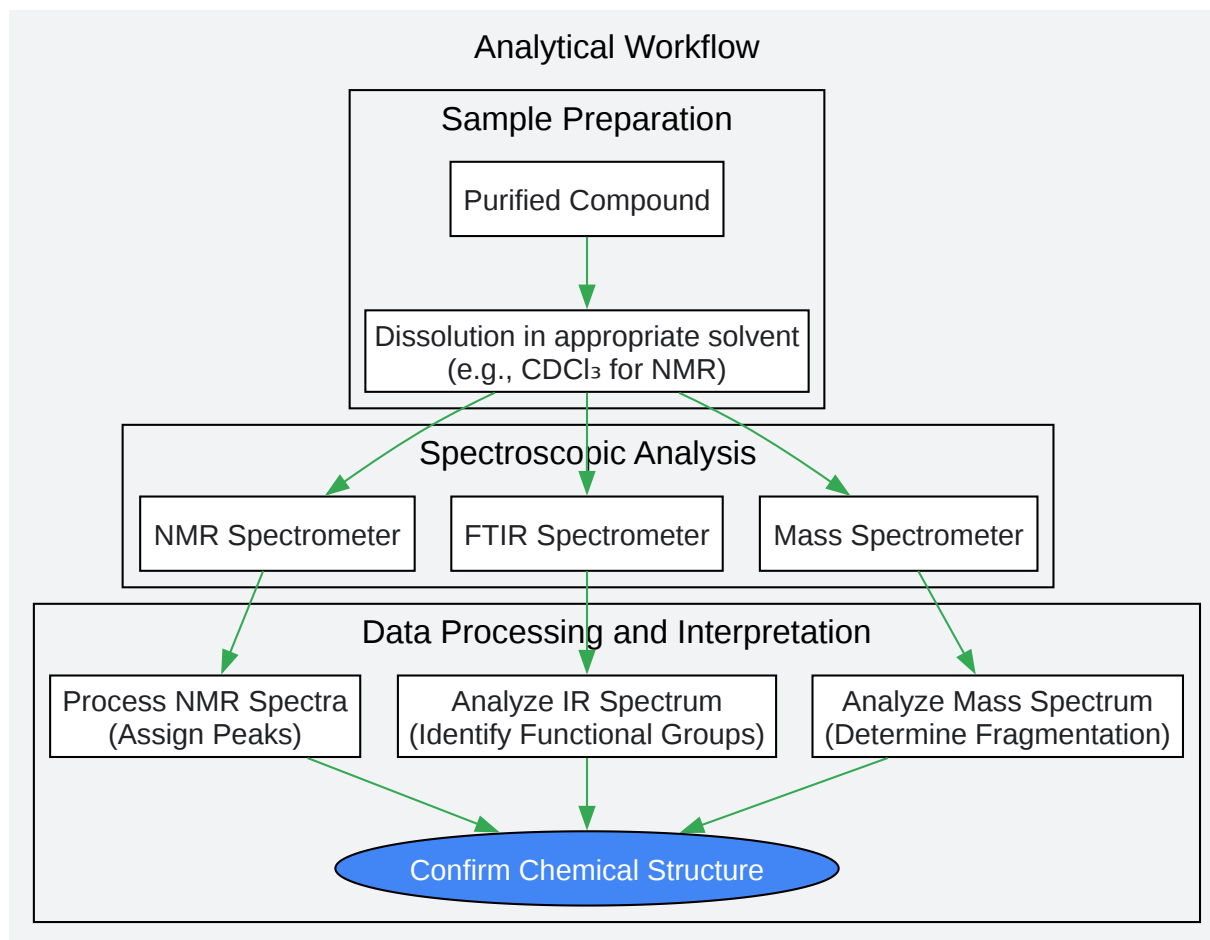 Analytical Workflow
Sample Preparation
Purified Compound
Dissolution in appropriate solvent
(e.g., CDCl₃ for NMR)
Spectroscopic Analysis
NMR Spectrometer
FTIR Spectrometer
Mass Spectrometer
Data Processing and Interpretation
Process NMR Spectra
(Assign Peaks)
Analyze IR Spectrum
(Identify Functional Groups)
Analyze Mass Spectrum
(Determine Fragmentation)
Confirm Chemical Structure